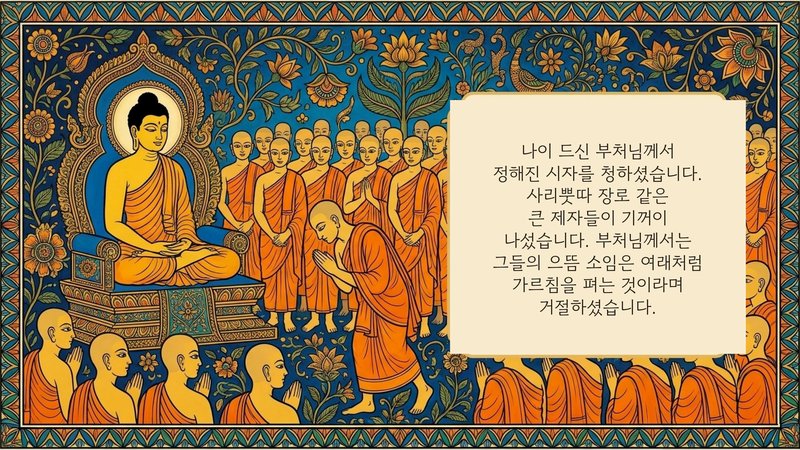 나이 드신 부처님께서
정해진 시자를 청하셨습니다.
사리뿟따 장로 같은
큰 제자들이 기꺼이
나섰습니다. 부처님께서는
그들의 으뜸 소임은 여래처럼
가르침을 펴는 것이라며
거절하셨습니다.